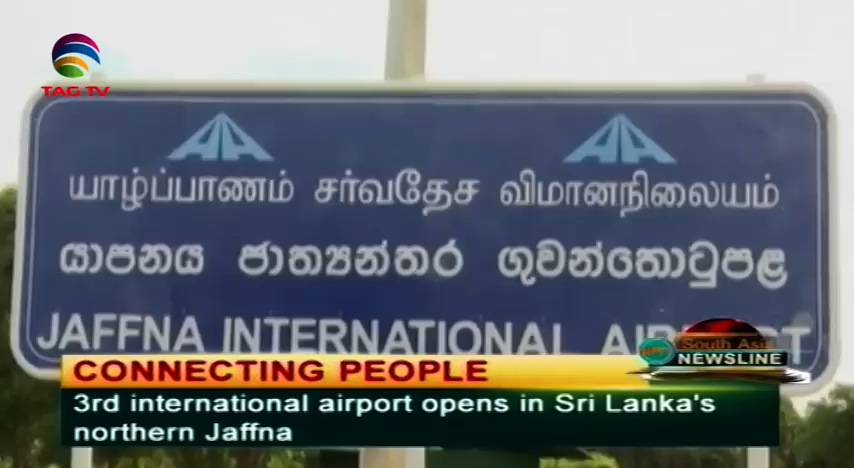 TAG TV
யாழ்ப்பாணம் சர்வதேச விமானநிலையம்
යාපනය ජාත්‍යන්තර ගුවන්තොටුපළ
JAFFNA INTERNATIONAL AIRPORT
South Asia
NEWSLINE
CONNECTING PEOPLE
3rd international airport opens in Sri Lanka's
northern Jaffna